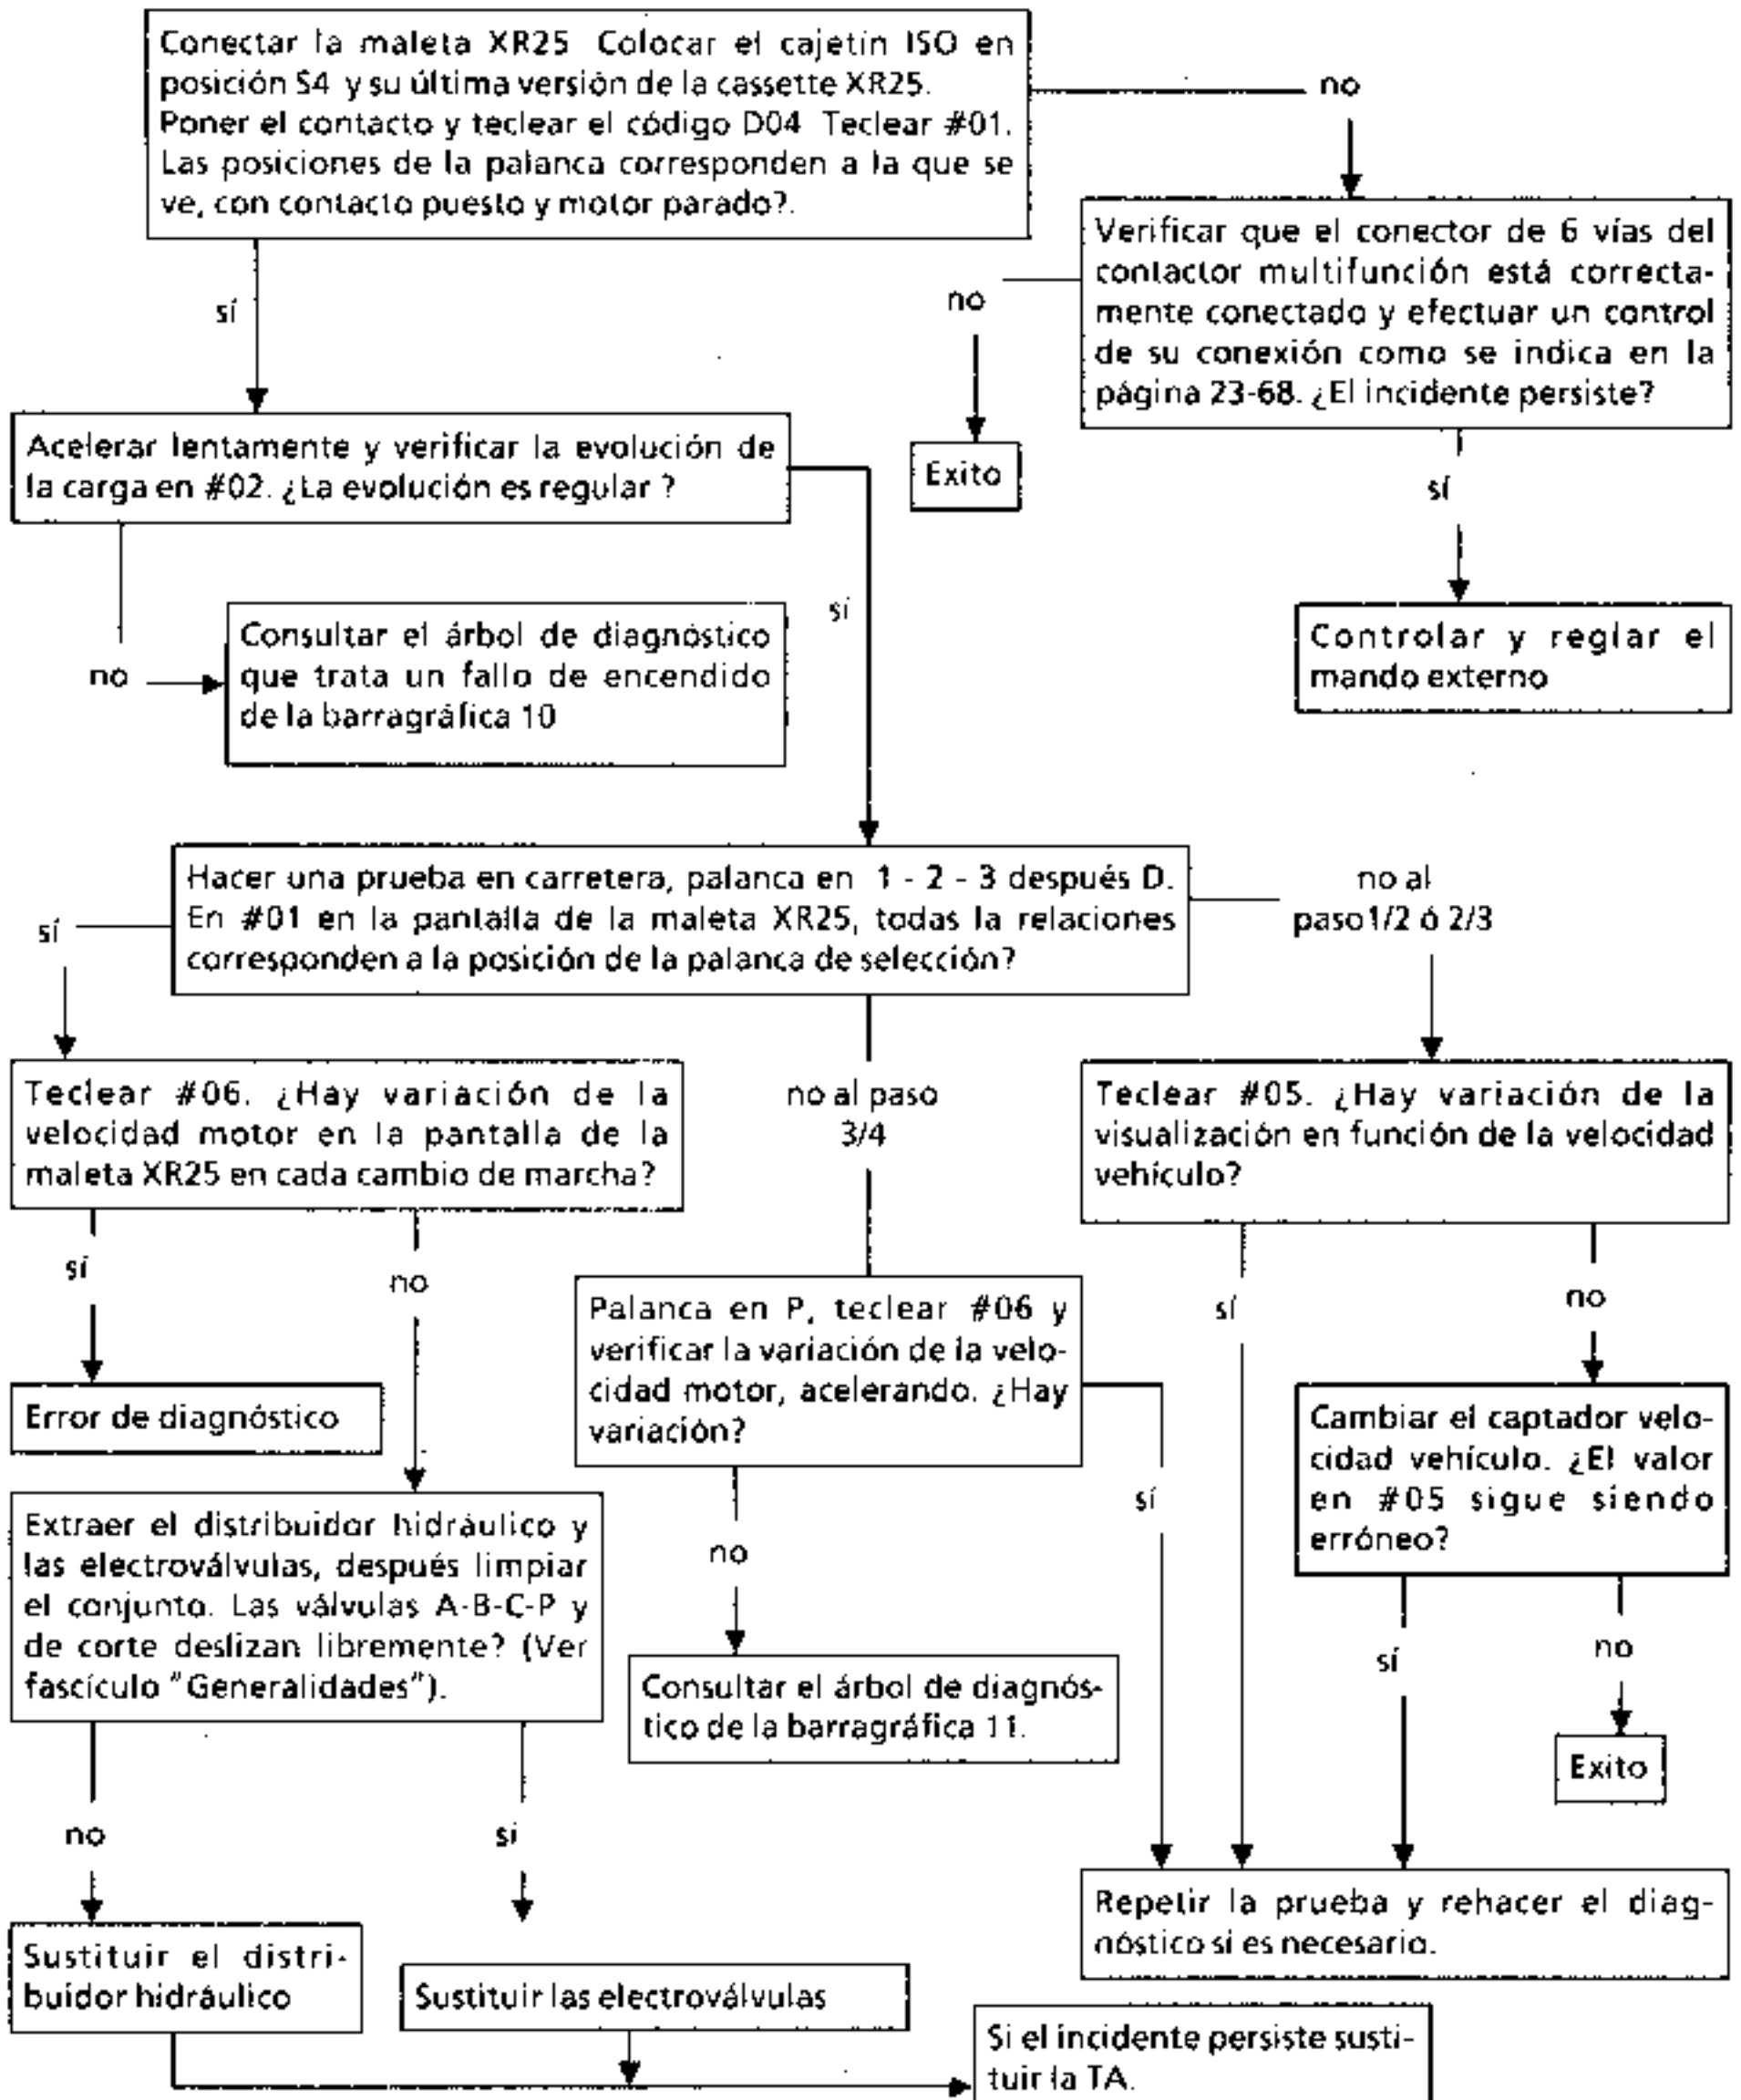 Conectar la maleta XR25 Colocar el cajetín ISO en
posición S4 y su última versión de la cassette XR25.
Poner el contacto y teclear el código D04 Teclear #01.
Las posiciones de la palanca corresponden a la que se
ve, con contacto puesto y motor parado?.
no
sí
Verificar que el conector de 6 vías del
contactor multifunción está correcta-
mente conectado y efectuar un control
de su conexión como se indica en la
página 23-68. ¿El incidente persiste?
no
Exito
sí
Controlar y reglar el
mando externo
Acelerar lentamente y verificar la evolución de
la carga en #02. ¿La evolución es regular ?
no
Consultar el árbol de diagnóstico
que trata un fallo de encendido
de la barragráfica 10
sí
Hacer una prueba en carretera, palanca en 1 - 2 - 3 después D.
En #01 en la pantalla de la maleta XR25, todas la relaciones
corresponden a la posición de la palanca de selección?
sí
no al
paso1/2 ó 2/3
no al paso
3/4
Teclear #06. ¿Hay variación de la
velocidad motor en la pantalla de la
maleta XR25 en cada cambio de marcha?
sí
no
Error de diagnóstico
Teclear #05. ¿Hay variación de la
visualización en función de la velocidad
vehículo?
sí
no
Palanca en P, teclear #06 y
verificar la variación de la velo-
cidad motor, acelerando. ¿Hay
variación?
no
sí
Cambiar el captador velo-
cidad vehículo. ¿El valor
en #05 sigue siendo
erróneo?
sí
no
Exito
Extraer el distribuidor hidráulico y
las electroválvulas, después limpiar
el conjunto. Las válvulas A-B-C-P y
de corte deslizan libremente? (Ver
fascículo "Generalidades").
no
si
Consultar el árbol de diagnós-
tico de la barragráfica 11.
Repetir la prueba y rehacer el diag-
nóstico si es necesario.
Sustituir el distri-
buidor hidráulico
Sustituir las electroválvulas
Si el incidente persiste susti-
tuir la TA.